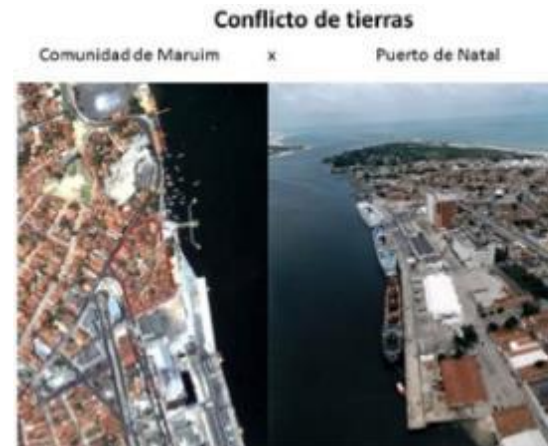 Conflicto de tierras
Comunidad de Maruim x Puerto de Natal